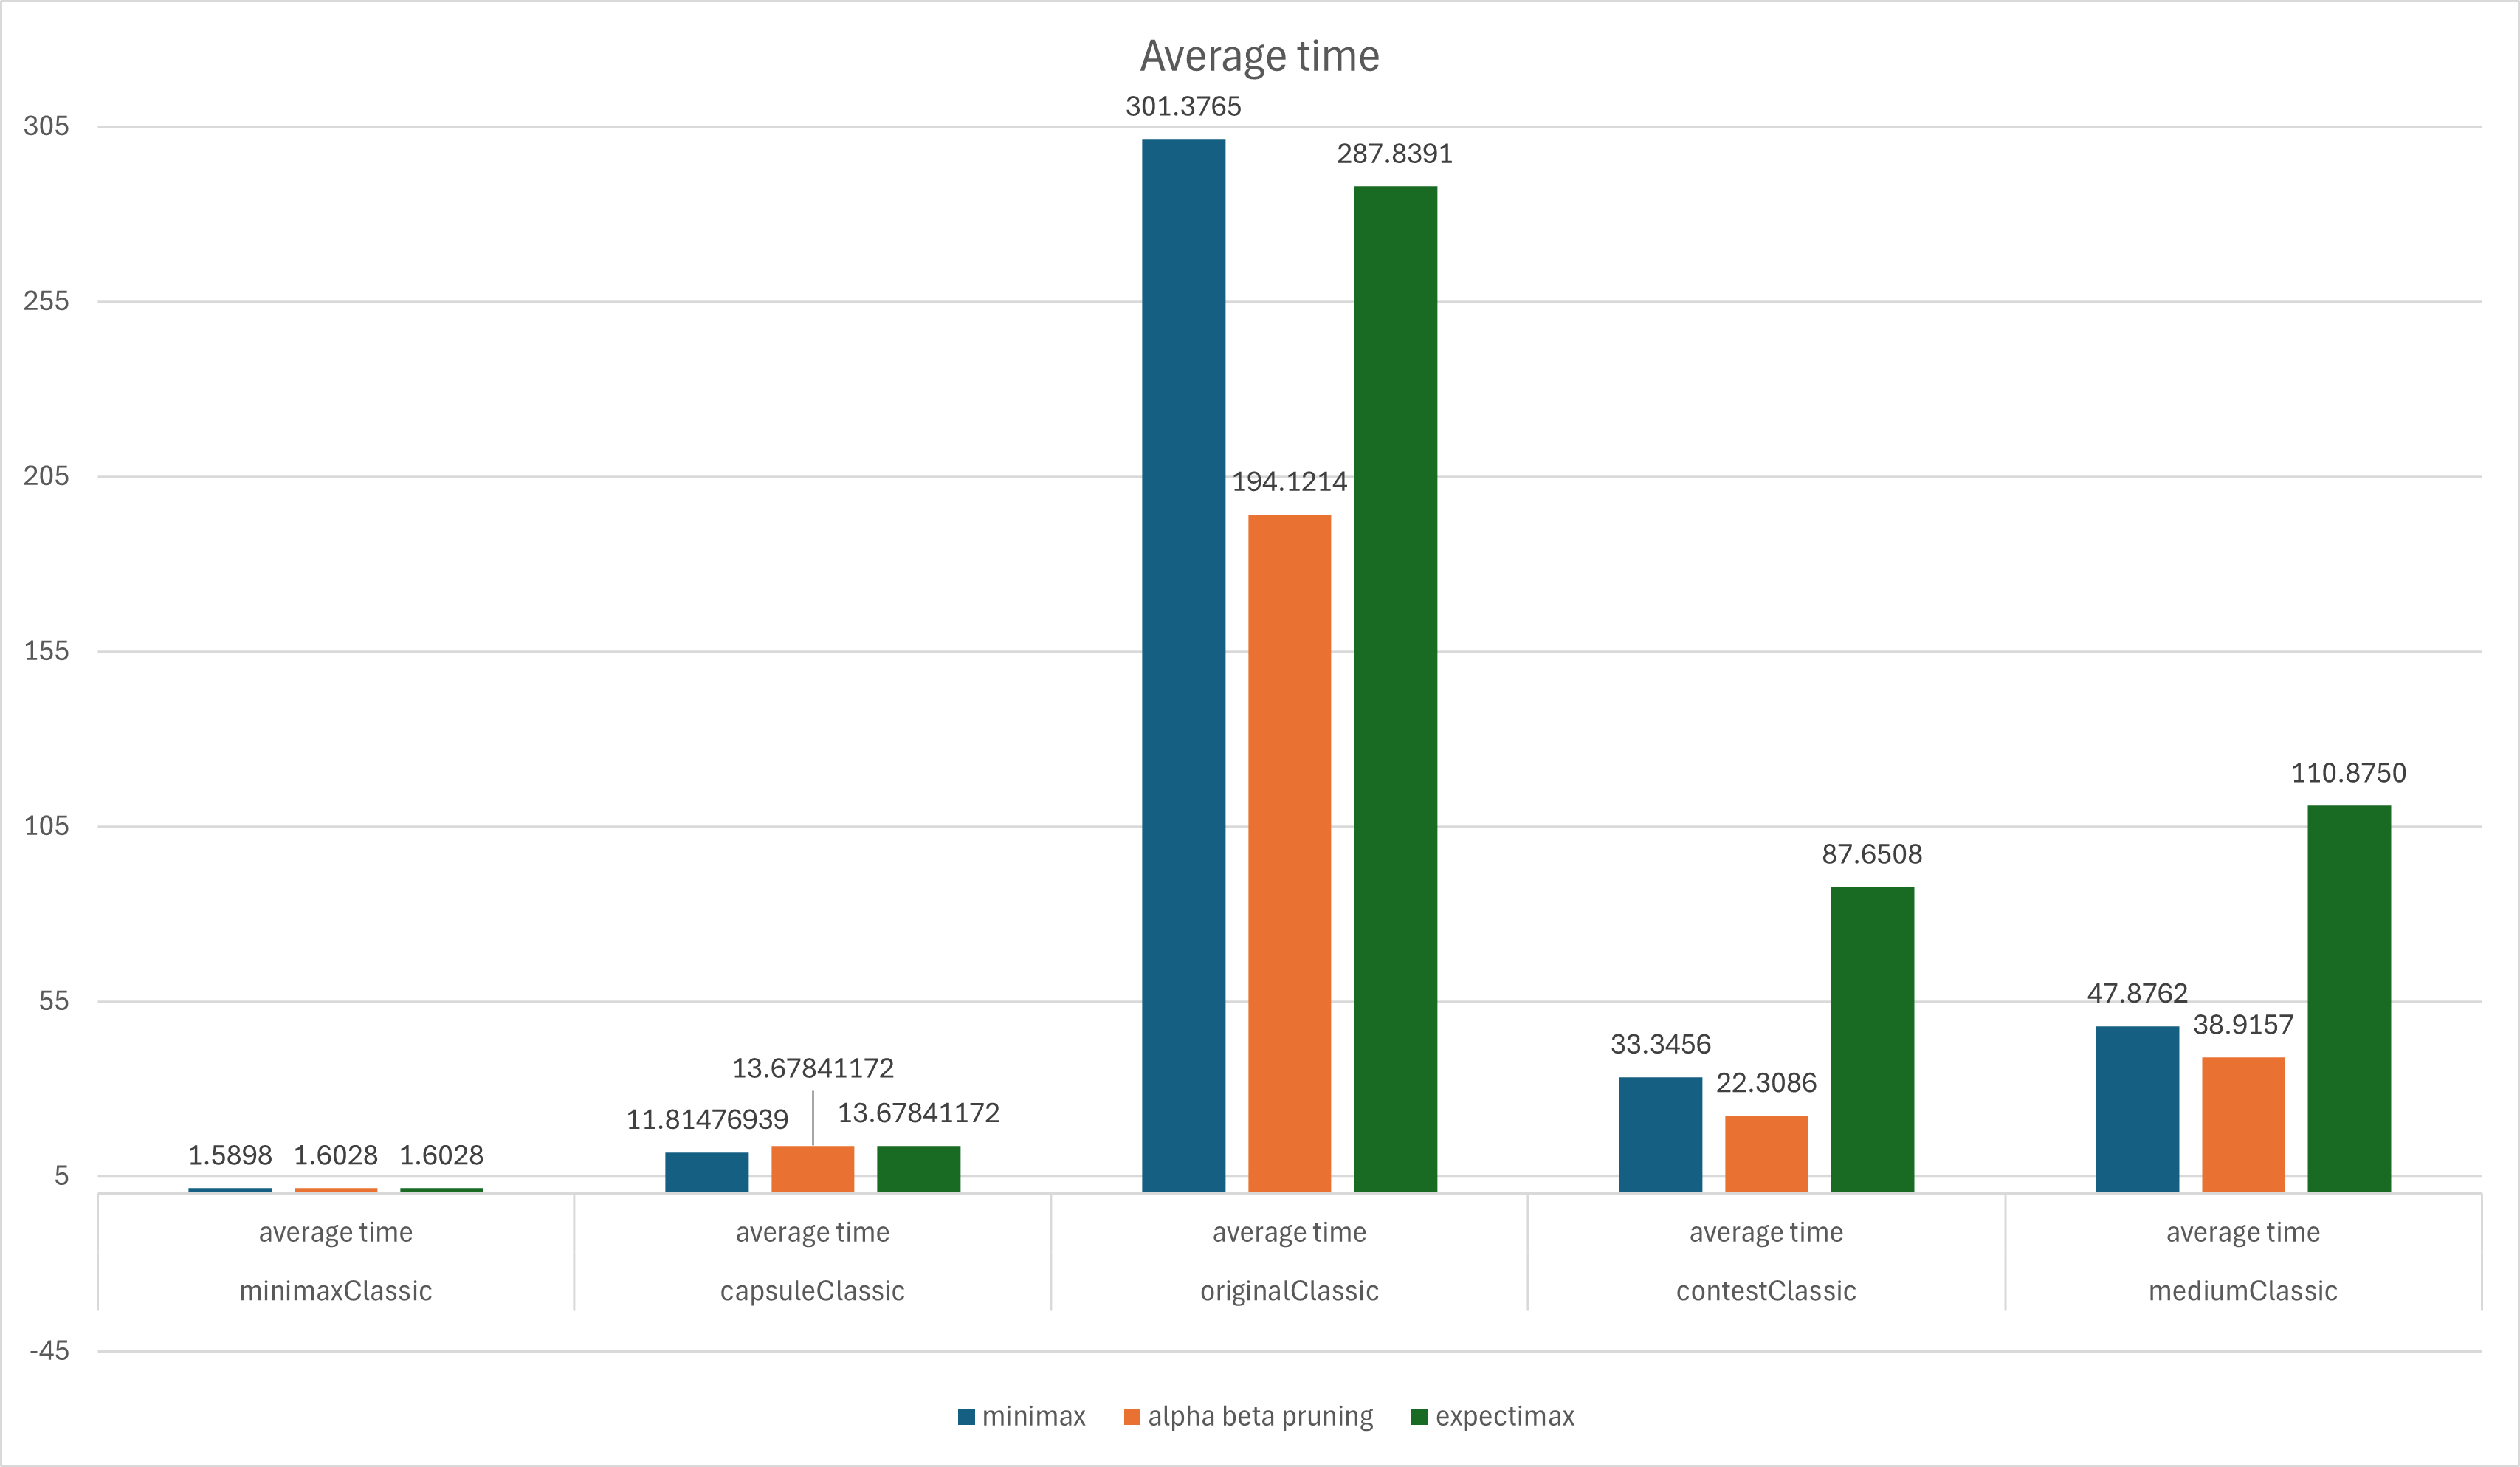 Average time
305
255
205
155
105
55
5
-45
1.5898 1.6028 1.6028
11.81476939 13.67841172 13.67841172
301.3765 194.1214 287.8391
33.3456 22.3086 87.6508
47.8762 38.9157 110.8750
average time average time average time average time average time
minimaxClassic capsuleClassic originalClassic contestClassic mediumClassic
minimax alpha beta pruning expectimax